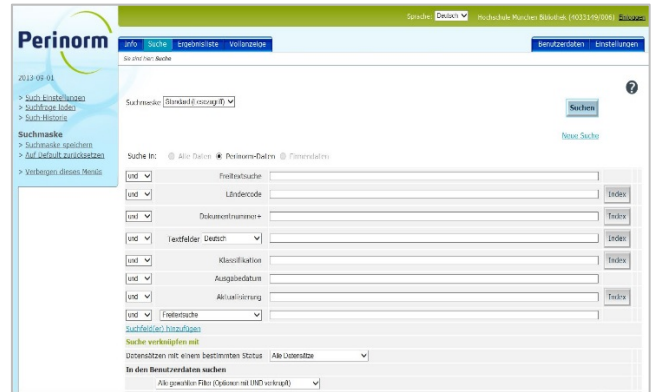 Sprache: Deutsch Hochschule München Bibliothek (4033149/006) Einloggen
Perinorm
Info Suche Ergebnisliste Vollanzeige Benutzerdaten Einstellungen
Sie sind hier: Suche
2013-09-01
> Such-Einstellungen
> Suchfrage laden
> Such-Historie
Suchmaske
> Suchmaske speichern
> Auf Default zurücksetzen
> Verbergen dieses Menüs
?
Suchmaske Standard (Lesezugriff)
Suchen
Neue Suche
Suche in: Alle Daten Perinorm-Daten Firmendaten
und Freitextsuche
und Ländercode Index
und Dokumentnummer+ Index
und Textfelder Deutsch Index
und Klassifikation Index
und Ausgabedatum
und Aktualisierung Index
und Freitextsuche
Suchfeld(er) hinzufügen
Suche verknüpfen mit
Datensätzen mit einem bestimmten Status Alle Datensätze
In den Benutzerdaten suchen
Alle gewählten Filter (Optionen mit UND verknüpft)